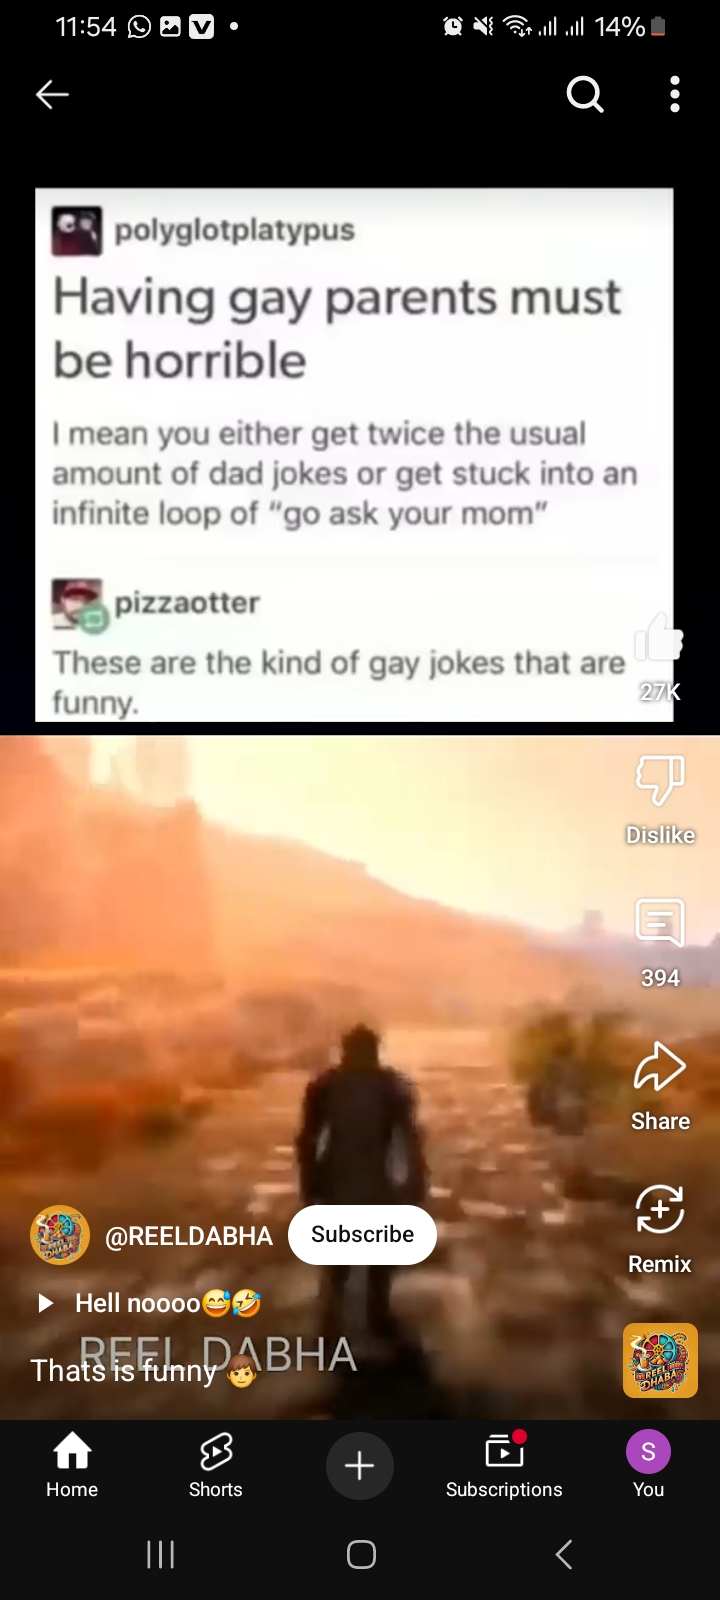 11:54
14%
polyglotplatypus
Having gay parents must
be horrible
I mean you either get twice the usual
amount of dad jokes or get stuck into an
infinite loop of "go ask your mom"
pizzaotter
These are the kind of gay jokes that are
funny.
27K
Dislike
394
Share
Remix
@REELDABHA
Subscribe
Hell noooo😅🤣
REEL DABHA
Thats is funny 👦
REEL
DHABA
Home
Shorts
Subscriptions
S
You